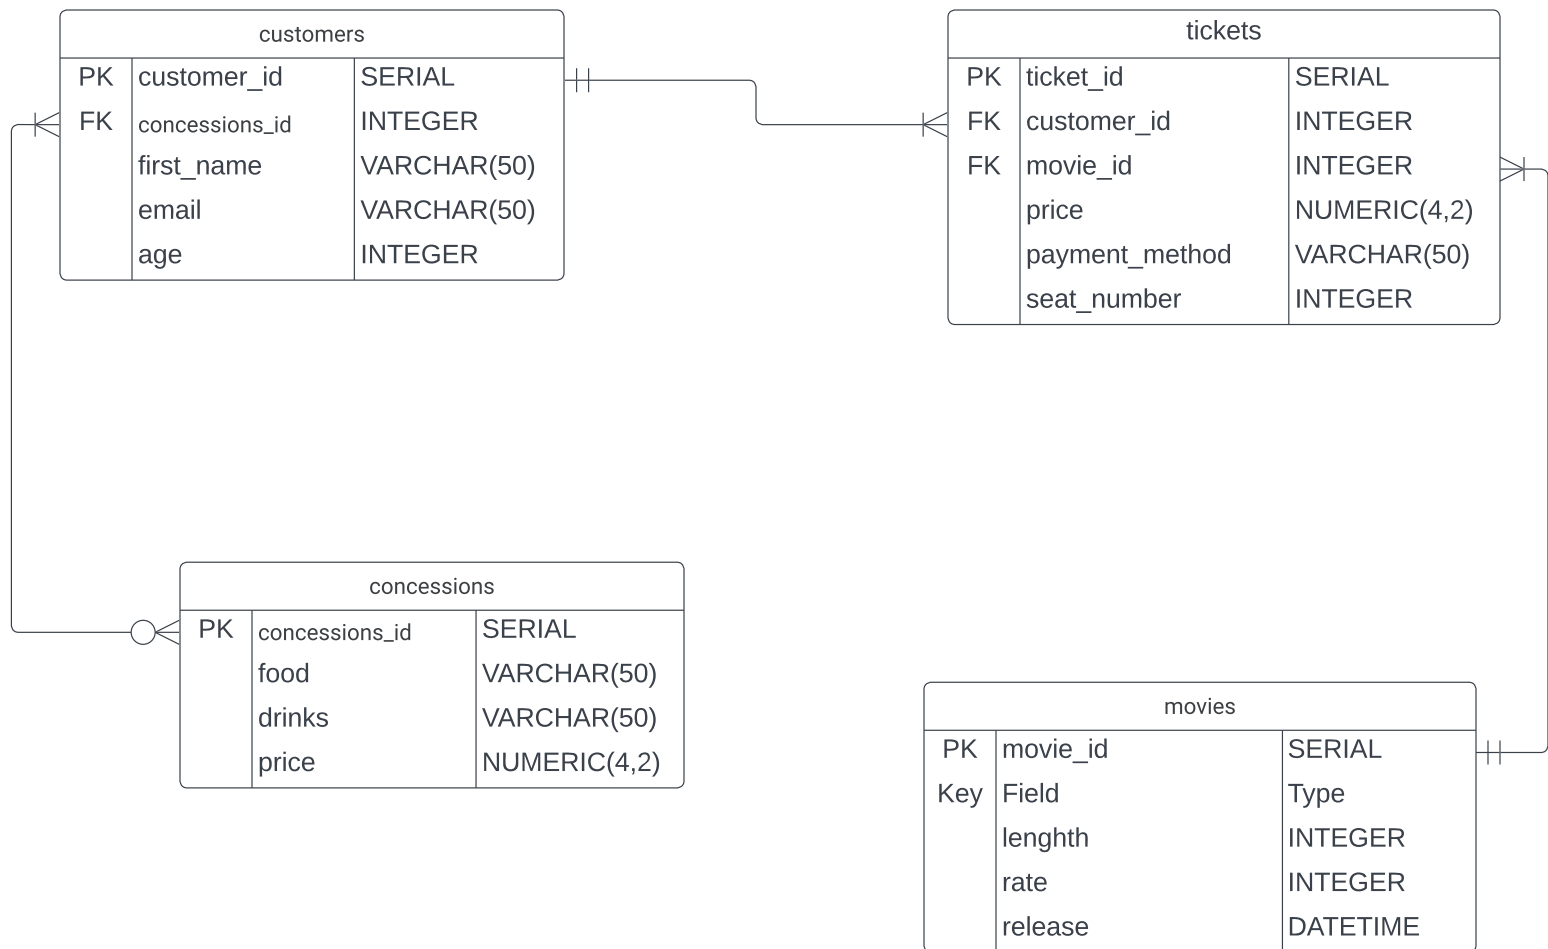 customers
PK customer_id SERIAL
FK concessions_id INTEGER
first_name VARCHAR(50)
email VARCHAR(50)
age INTEGER
tickets
PK ticket_id SERIAL
FK customer_id INTEGER
FK movie_id INTEGER
price NUMERIC(4,2)
payment_method VARCHAR(50)
seat_number INTEGER
concessions
PK concessions_id SERIAL
food VARCHAR(50)
drinks VARCHAR(50)
price NUMERIC(4,2)
movies
PK movie_id SERIAL
Key Field Type
lenghth INTEGER
rate INTEGER
release DATETIME